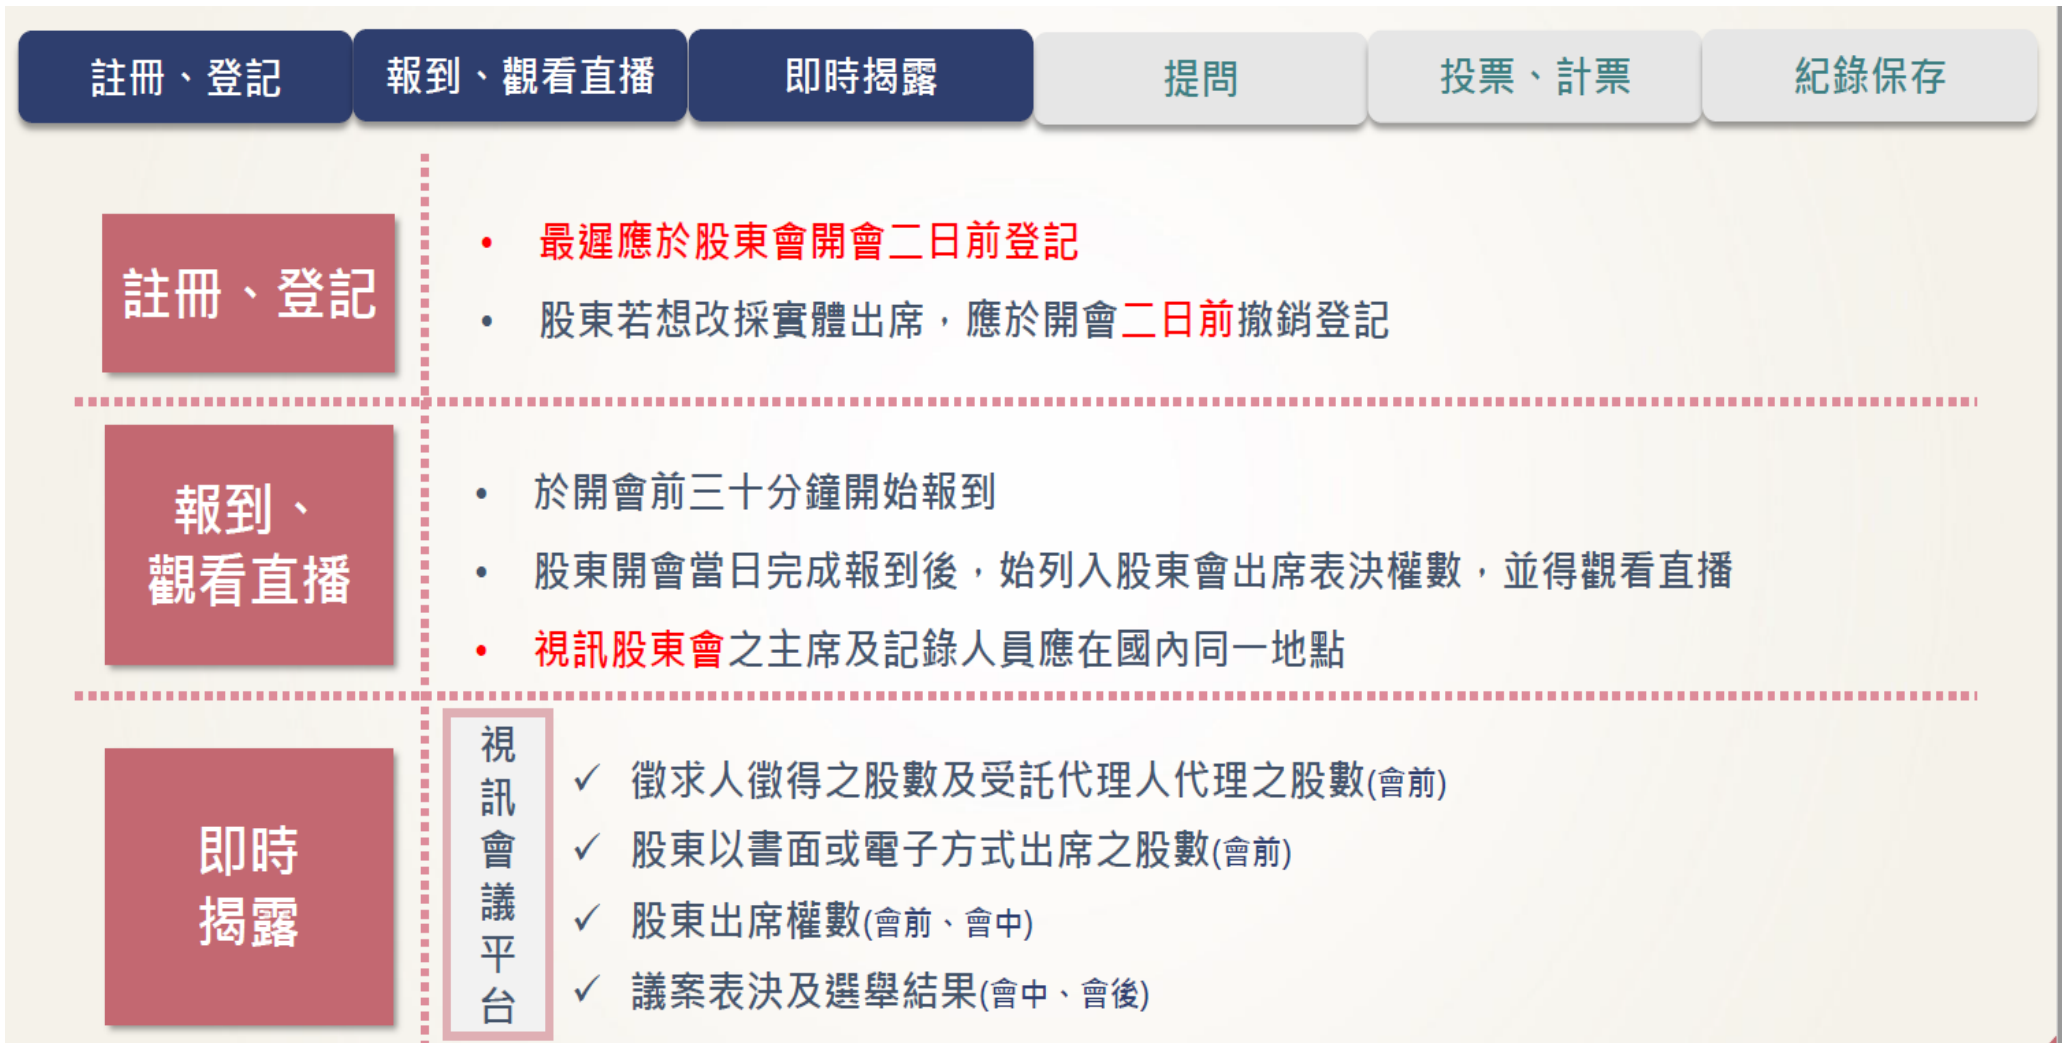 註冊、登記
報到、觀看直播
即時揭露
提問
投票、計票
紀錄保存
註冊、登記
• 最遲應於股東會開會二日前登記
• 股東若想改採實體出席，應於開會二日前撤銷登記
報到、
觀看直播
• 於開會前三十分鐘開始報到
• 股東開會當日完成報到後，始列入股東會出席表決權數，並得觀看直播
• 視訊股東會之主席及記錄人員應在國內同一地點
即時
揭露
視訊會議平台
✓ 徵求人徵得之股數及受託代理人代理之股數(會前)
✓ 股東以書面或電子方式出席之股數(會前)
✓ 股東出席權數(會前、會中)
✓ 議案表決及選舉結果(會中、會後)